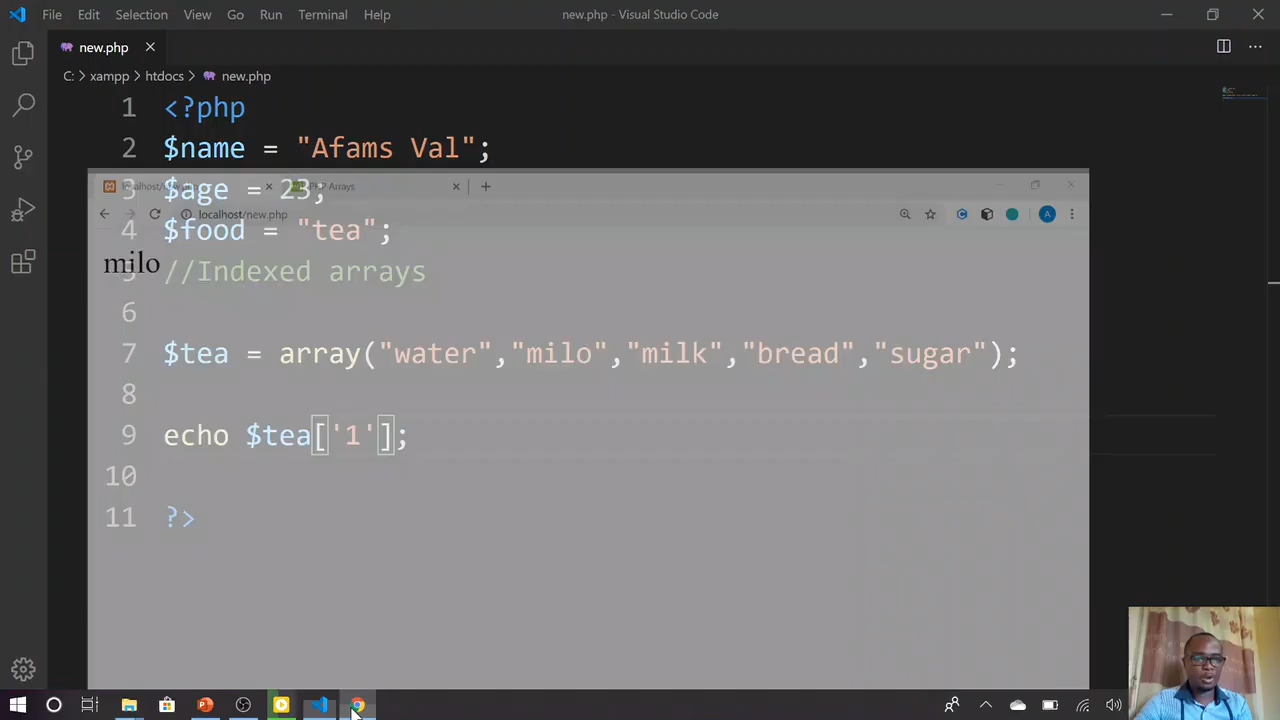 File Edit Selection View Go Run Terminal Help
new.php - Visual Studio Code
new.php
C: > xampp > htdocs > new.php
1 <?php
2 $name = "Afams Val";
3 $age = 23;
PHP Arrays
localhost/new.php
4 $food = "tea";
milo
5 //Indexed arrays
6
7 $tea = array("water","milo","milk","bread","sugar");
8
9 echo $tea['1'];
10
11 ?>
A